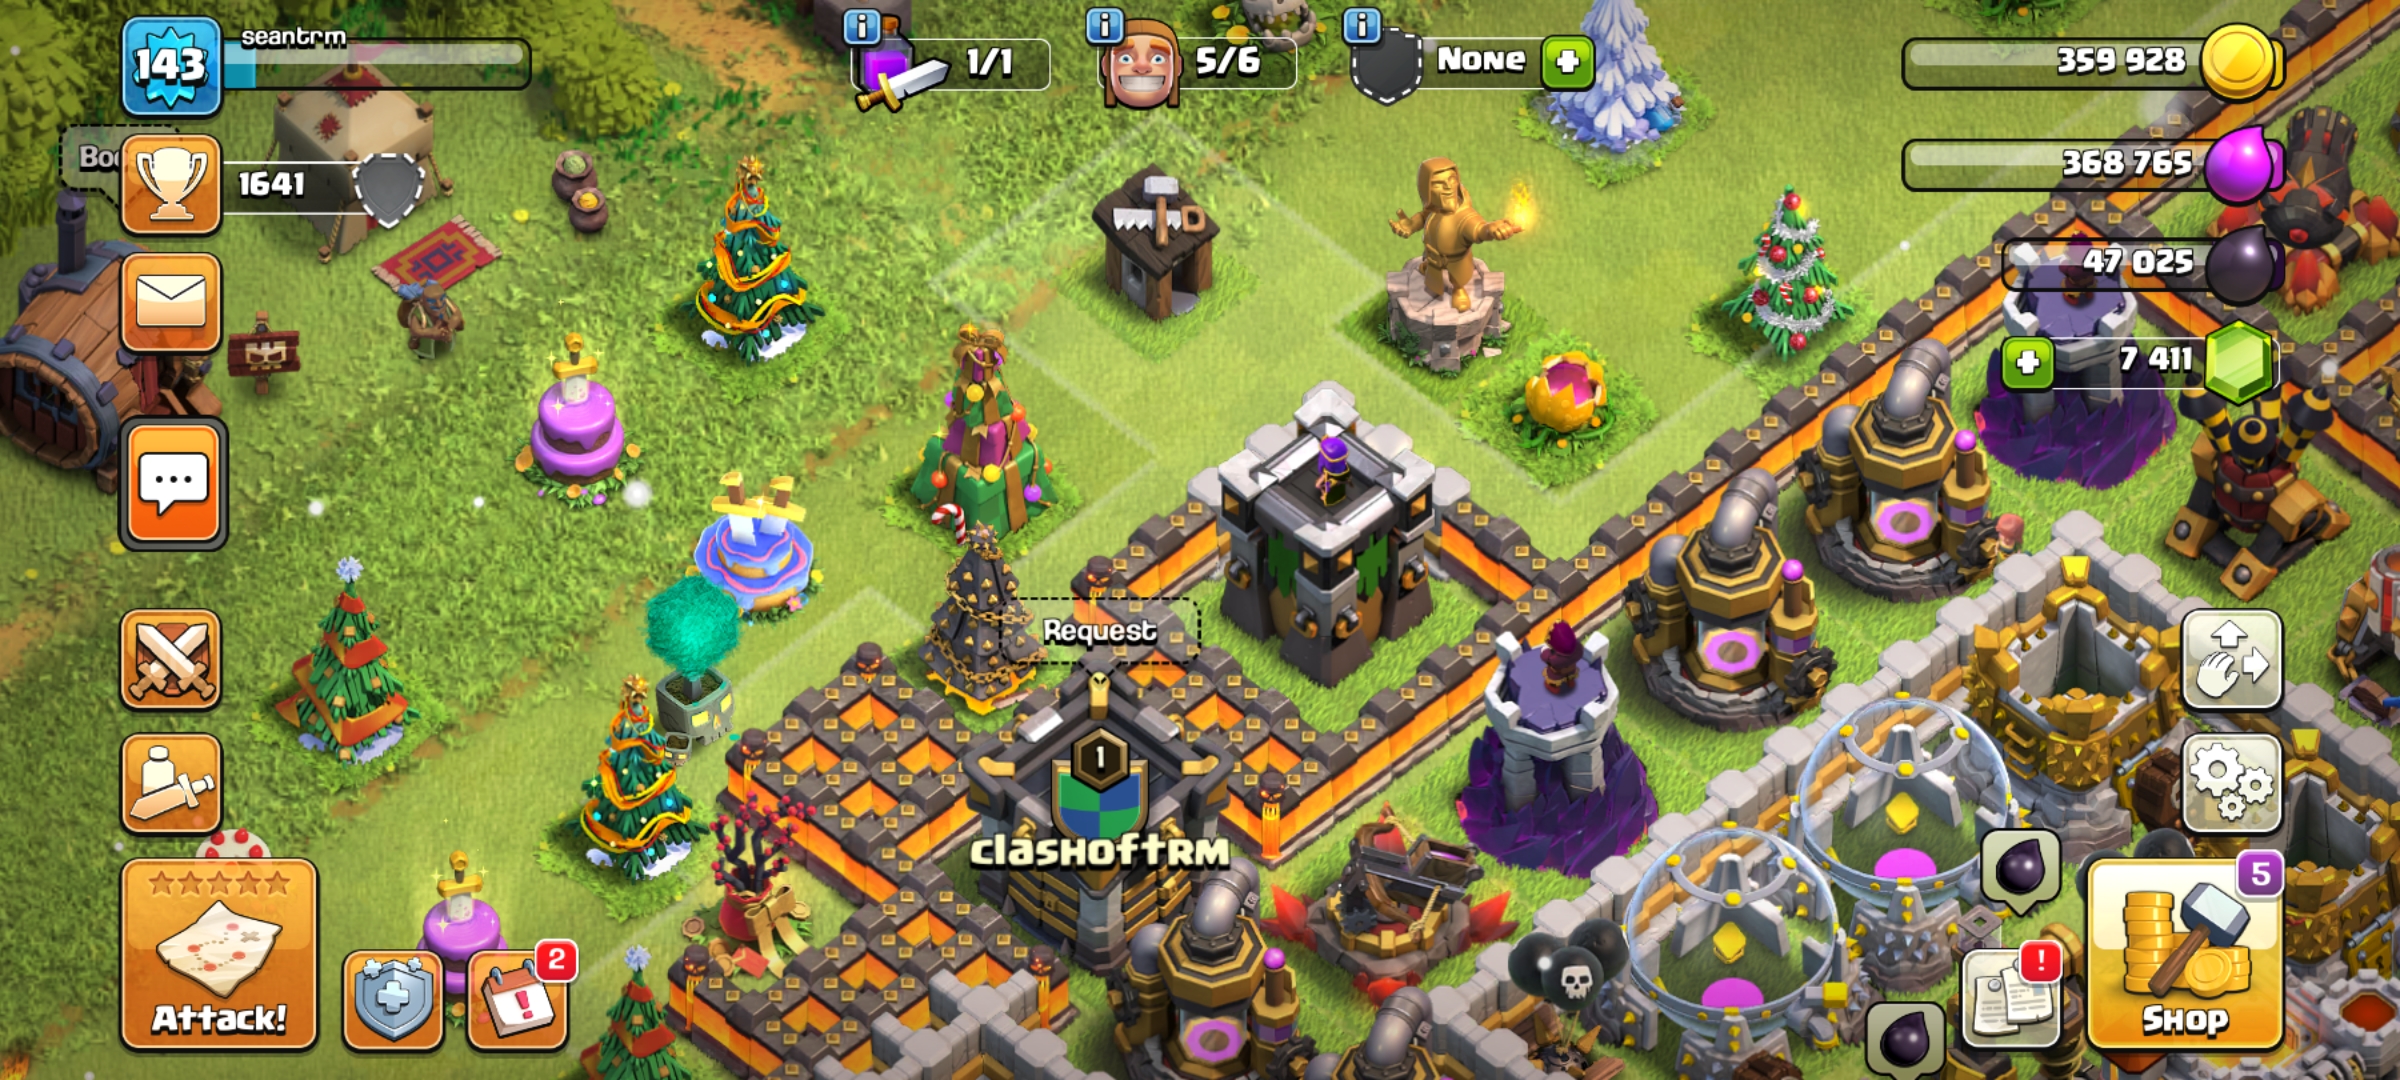 143
seantrm
1/1
5/6
None
359 928
1641
368 765
47 025
7 411
Request
1
clashoftRM
5
2
Attack!
Shop